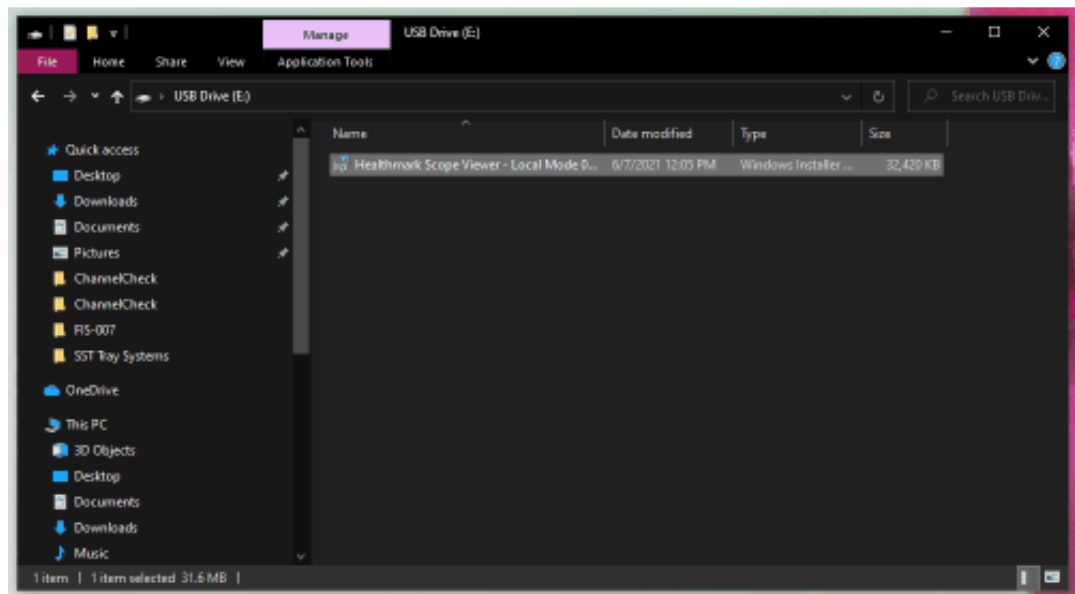 Manage USB Drive (E:)
File Home Share View Application Tools
USB Drive (E:) Search USB Driv...
Name Date modified Type Size
Healthmark Scope Viewer - Local Mode 0... 6/7/2021 12:05 PM Windows Installer ... 32,420 KB
Quick access
Desktop
Downloads
Documents
Pictures
ChannelCheck
ChannelCheck
FIS-007
SST Tray Systems
OneDrive
This PC
3D Objects
Desktop
Documents
Downloads
Music
1 item 1 item selected 31.6 MB